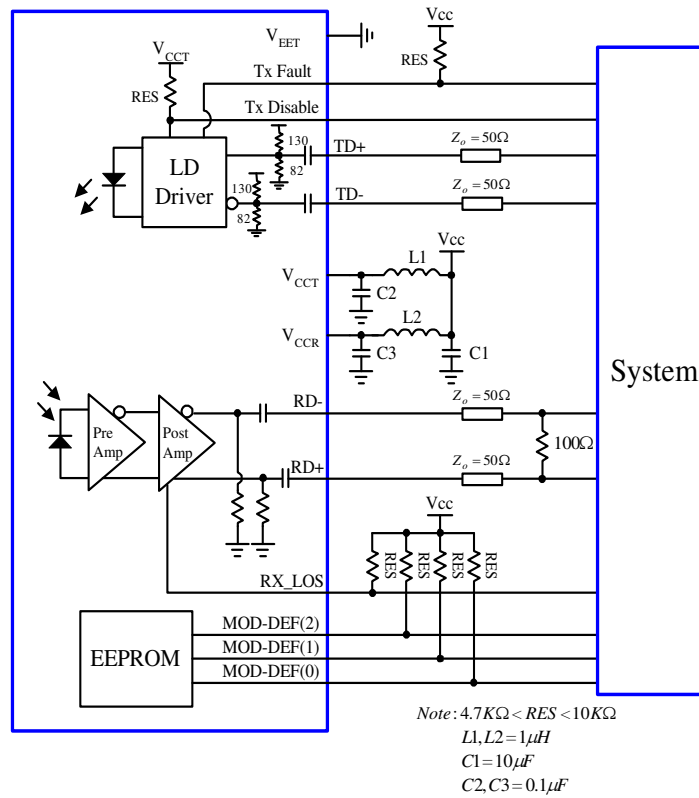 V_EET
Vcc
V_CCT
RES
RES
Tx Fault
Tx Disable
LD
Driver
130
82
TD+
Z_o = 50Ω
130
82
TD-
Z_o = 50Ω
Vcc
V_CCT
L1
C2
L2
V_CCR
C3
C1
System
RD-
Z_o = 50Ω
Pre
Amp
Post
Amp
100Ω
RD+
Z_o = 50Ω
Vcc
RES
RES
RES
RES
RX_LOS
EEPROM
MOD-DEF(2)
MOD-DEF(1)
MOD-DEF(0)
Note: 4.7KΩ < RES < 10KΩ
L1, L2 = 1μH
C1 = 10μF
C2, C3 = 0.1μF